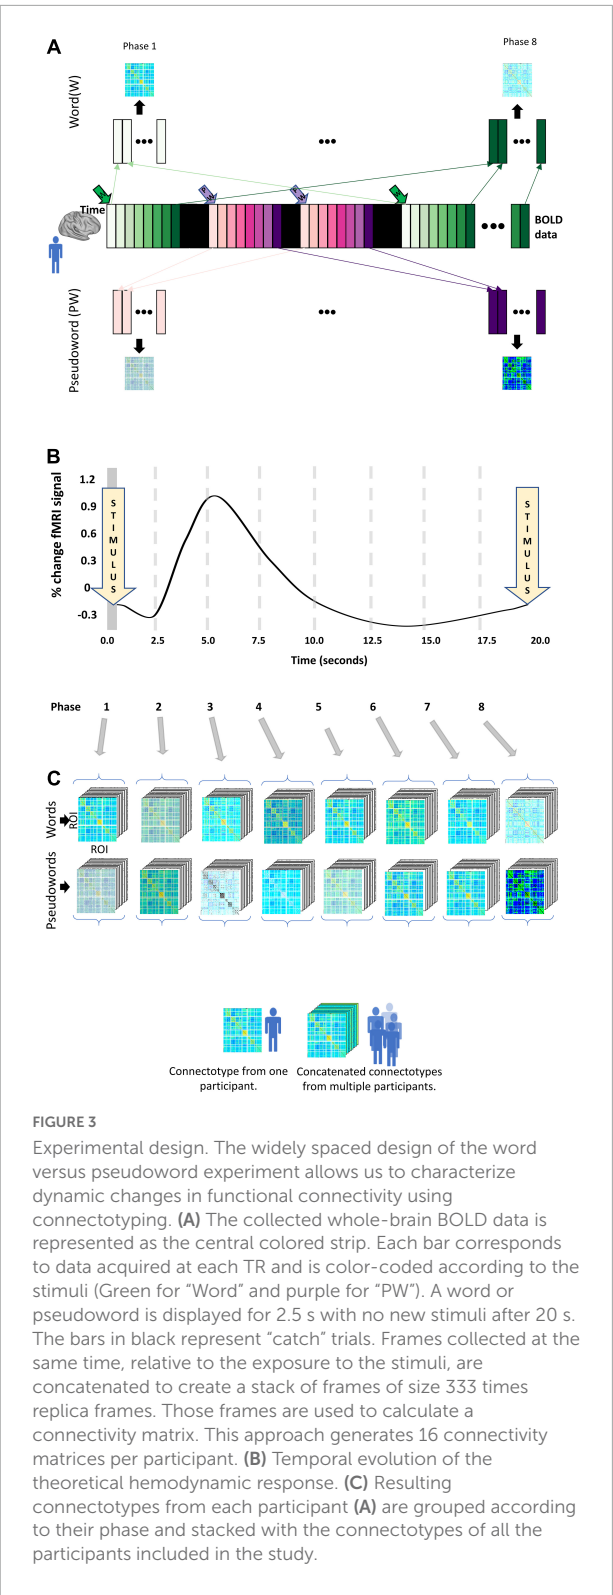 A
Phase 1
Phase 8
Word(W)
Time
BOLD
data
Pseudoword (PW)
B
% change fMRI signal
1.2
0.9
0.6
0.3
0
-0.3
STIMULUS
STIMULUS
0.0 2.5 5.0 7.5 10.0 12.5 15.0 17.5 20.0
Time (seconds)
Phase 1 2 3 4 5 6 7 8
C
Words
ROI
ROI
Pseudowords
Connectotype from one
participant.
Concatenated connectotypes
from multiple participants.
FIGURE 3
Experimental design. The widely spaced design of the word
versus pseudoword experiment allows us to characterize
dynamic changes in functional connectivity using
connectotyping. (A) The collected whole-brain BOLD data is
represented as the central colored strip. Each bar corresponds
to data acquired at each TR and is color-coded according to the
stimuli (Green for “Word” and purple for “PW”). A word or
pseudoword is displayed for 2.5 s with no new stimuli after 20 s.
The bars in black represent “catch” trials. Frames collected at the
same time, relative to the exposure to the stimuli, are
concatenated to create a stack of frames of size 333 times
replica frames. Those frames are used to calculate a
connectivity matrix. This approach generates 16 connectivity
matrices per participant. (B) Temporal evolution of the
theoretical hemodynamic response. (C) Resulting
connectotypes from each participant (A) are grouped according
to their phase and stacked with the connectotypes of all the
participants included in the study.